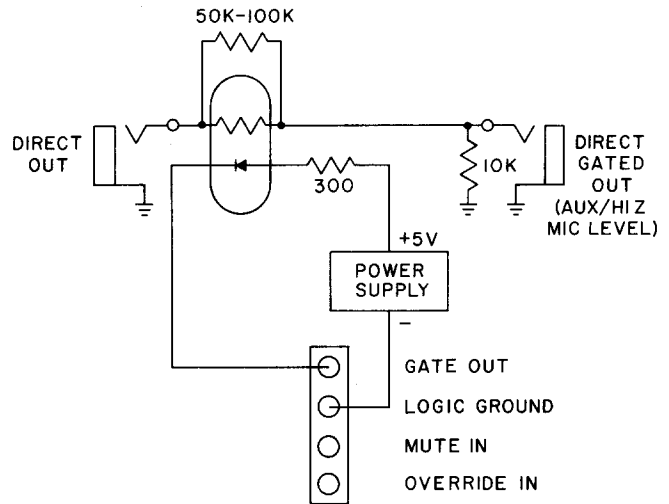 50K-100K
DIRECT
OUT
300
10K
DIRECT
GATED
OUT
(AUX/HI Z
MIC LEVEL)
+5V
POWER
SUPPLY
–
GATE OUT
LOGIC GROUND
MUTE IN
OVERRIDE IN